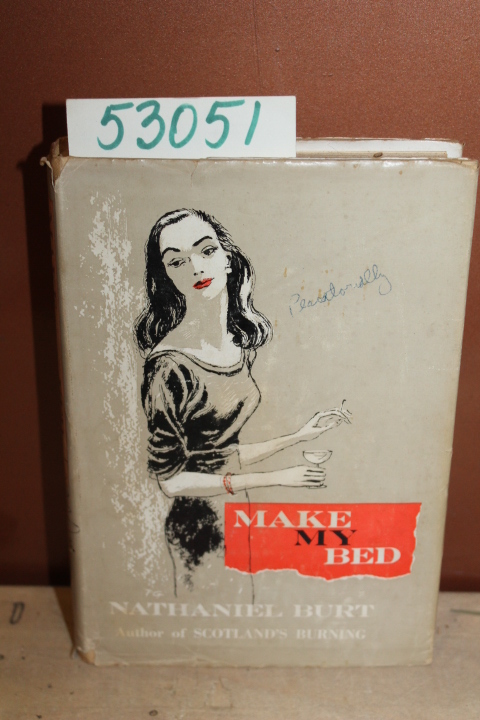 53051
MAKE
MY
BED
NATHANIEL BURT
Author of SCOTLAND'S BURNING
D